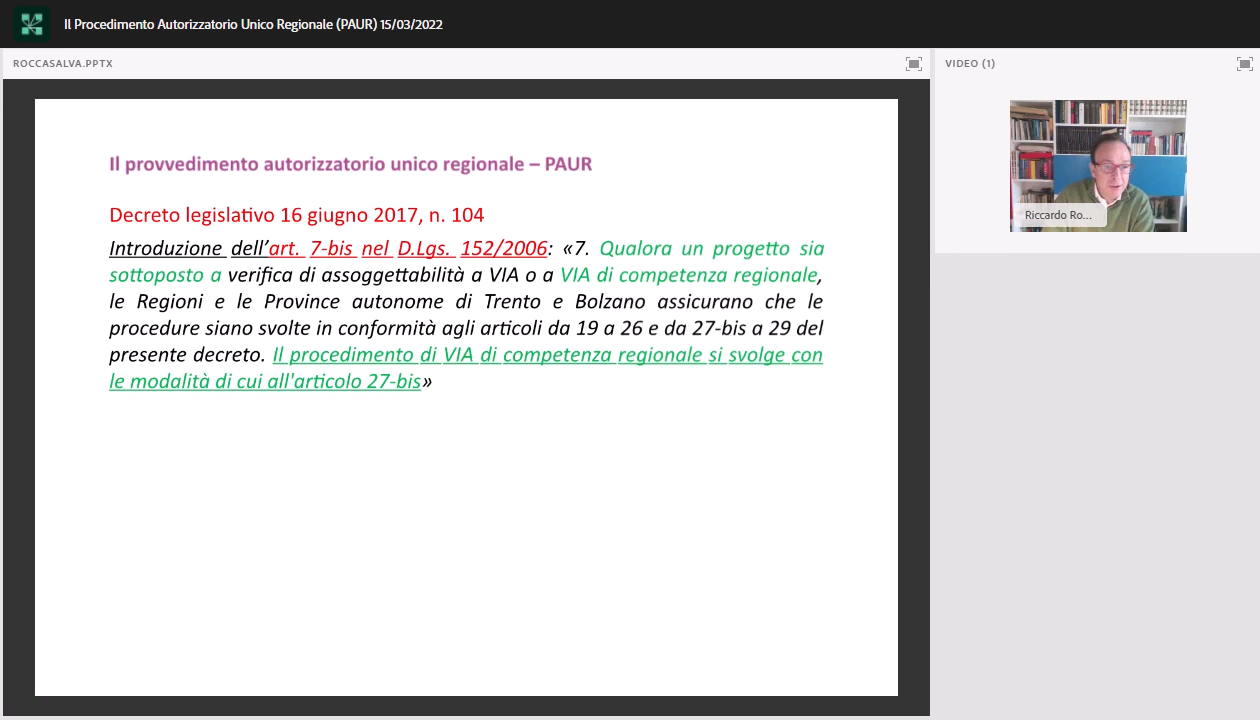 Il Procedimento Autorizzatorio Unico Regionale (PAUR) 15/03/2022
ROCCASALVA.PPTX
VIDEO (1)
Il provvedimento autorizzatorio unico regionale – PAUR
Decreto legislativo 16 giugno 2017, n. 104
Introduzione dell'art. 7-bis nel D.Lgs. 152/2006: «7. Qualora un progetto sia
sottoposto a verifica di assoggettabilità a VIA o a VIA di competenza regionale,
le Regioni e le Province autonome di Trento e Bolzano assicurano che le
procedure siano svolte in conformità agli articoli da 19 a 26 e da 27-bis a 29 del
presente decreto. Il procedimento di VIA di competenza regionale si svolge con
le modalità di cui all'articolo 27-bis»
Riccardo Ro...